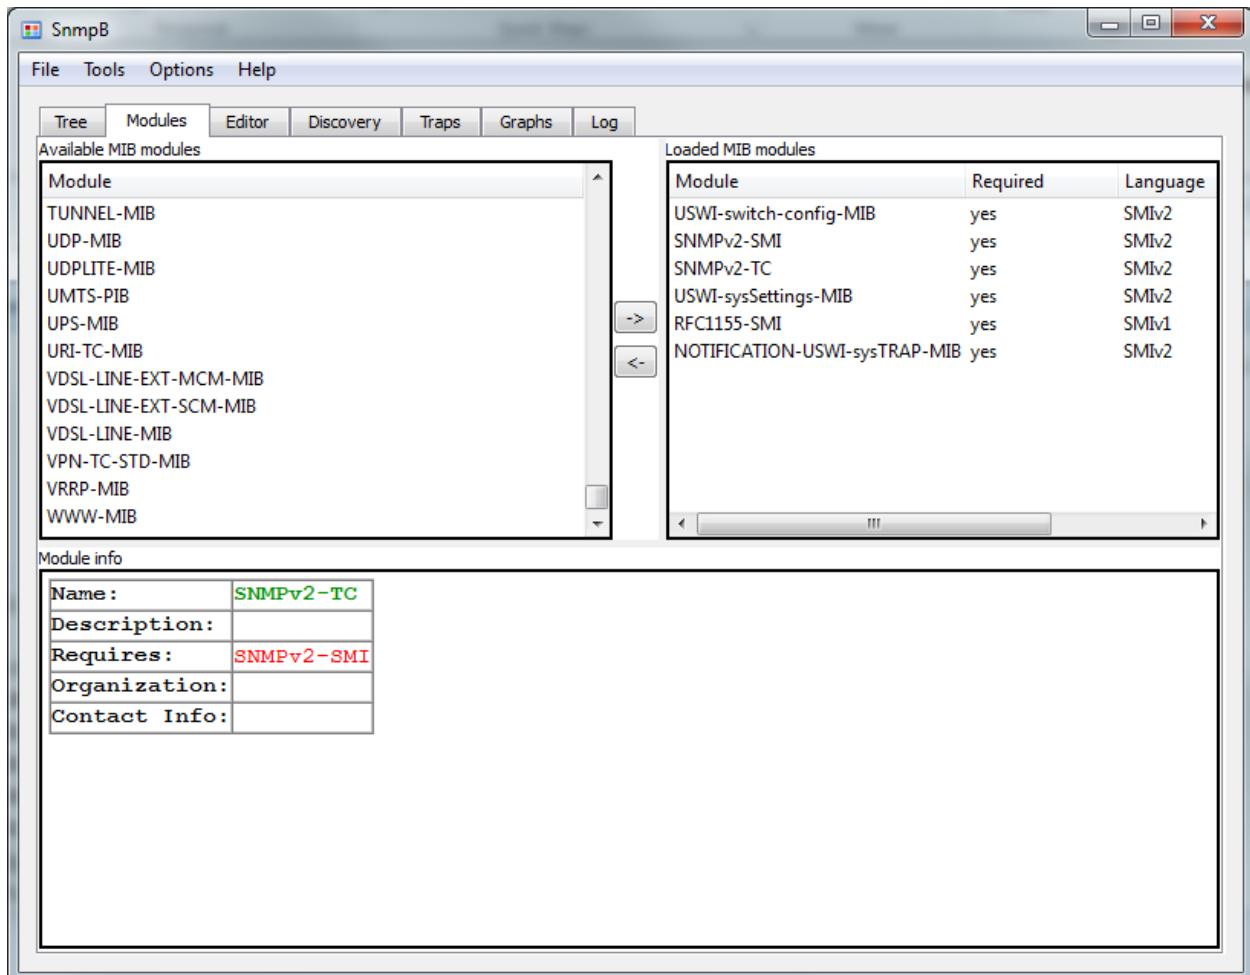 SnmpB
File Tools Options Help
Tree Modules Editor Discovery Traps Graphs Log
Available MIB modules
Module
TUNNEL-MIB
UDP-MIB
UDPLITE-MIB
UMTS-PIB
UPS-MIB
URI-TC-MIB
VDSL-LINE-EXT-MCM-MIB
VDSL-LINE-EXT-SCM-MIB
VDSL-LINE-MIB
VPN-TC-STD-MIB
VRRP-MIB
WWW-MIB
->
<-
Loaded MIB modules
Module Required Language
USWI-switch-config-MIB yes SMIv2
SNMPv2-SMI yes SMIv2
SNMPv2-TC yes SMIv2
USWI-sysSettings-MIB yes SMIv2
RFC1155-SMI yes SMIv1
NOTIFICATION-USWI-sysTRAP-MIB yes SMIv2
Module info
Name: SNMPv2-TC
Description:
Requires: SNMPv2-SMI
Organization:
Contact Info: